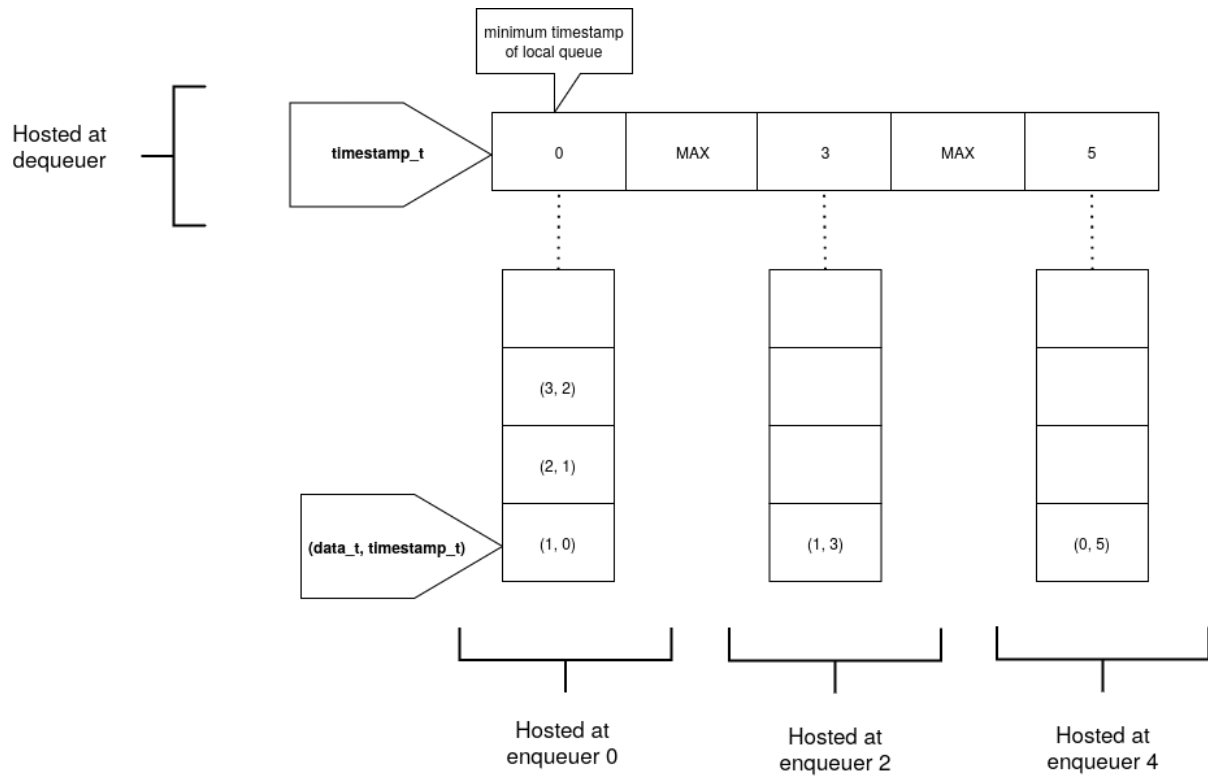 minimum timestamp
of local queue
Hosted at
dequeuer
timestamp_t
0
MAX
3
MAX
5
(3, 2)
(2, 1)
(data_t, timestamp_t)
(1, 0)
(1, 3)
(0, 5)
Hosted at
enqueuer 0
Hosted at
enqueuer 2
Hosted at
enqueuer 4